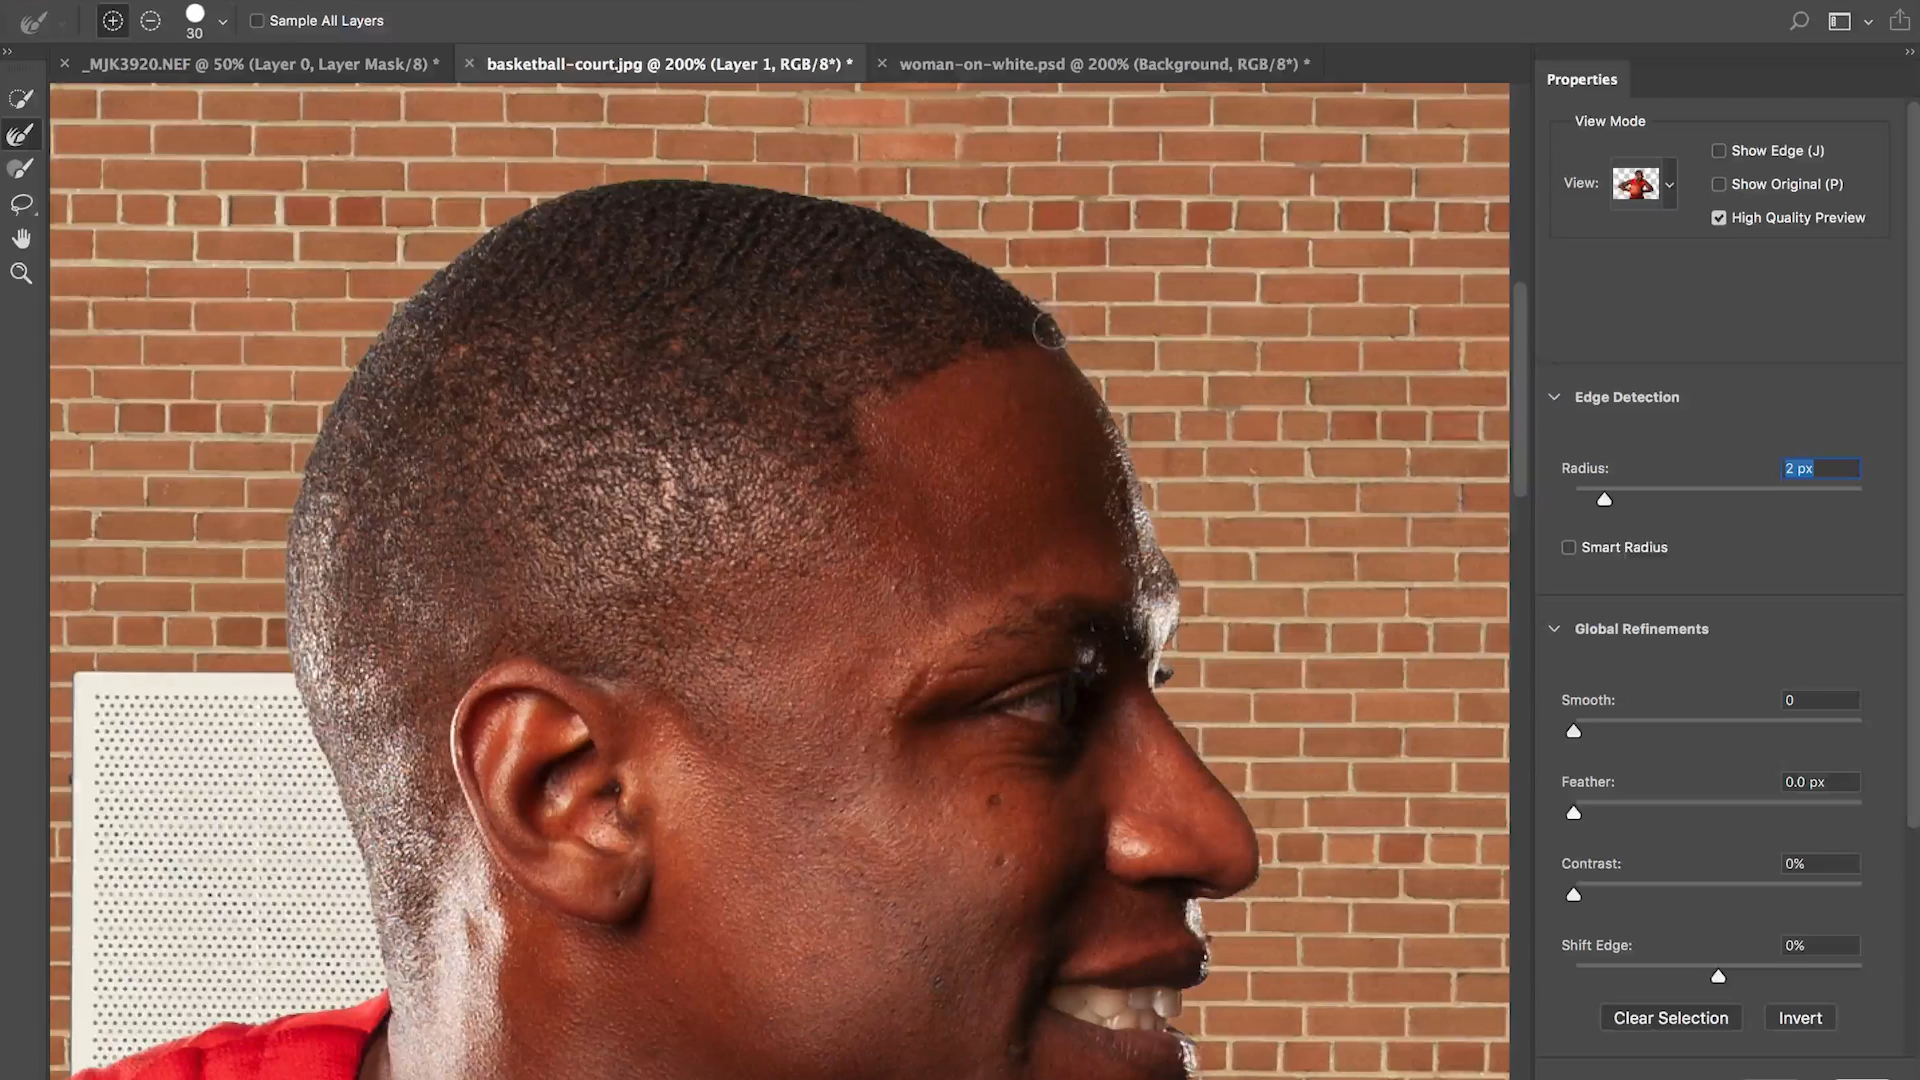 30
Sample All Layers
_MJK3920.NEF @ 50% (Layer 0, Layer Mask/8) *
basketball-court.jpg @ 200% (Layer 1, RGB/8*) *
woman-on-white.psd @ 200% (Background, RGB/8*) *
Properties
View Mode
View:
Show Edge (J)
Show Original (P)
High Quality Preview
Edge Detection
Radius: 2 px
Smart Radius
Global Refinements
Smooth: 0
Feather: 0.0 px
Contrast: 0%
Shift Edge: 0%
Clear Selection Invert